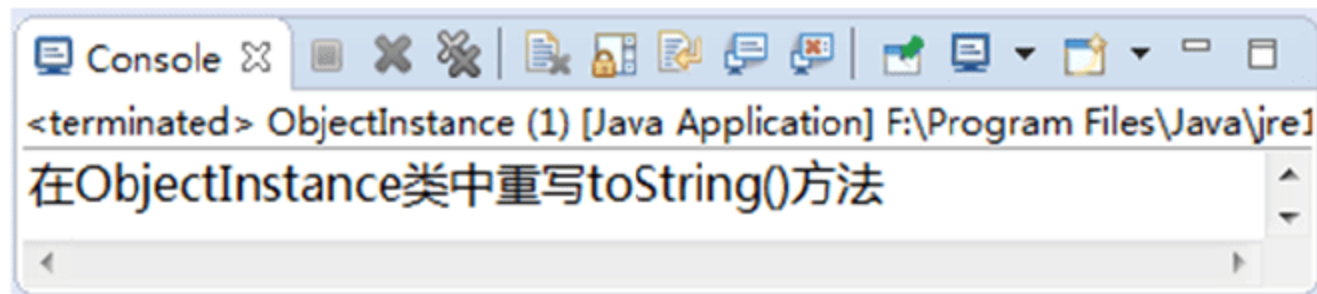 Console
<terminated> ObjectInstance (1) [Java Application] F:\Program Files\Java\jre1
在ObjectInstance类中重写toString()方法